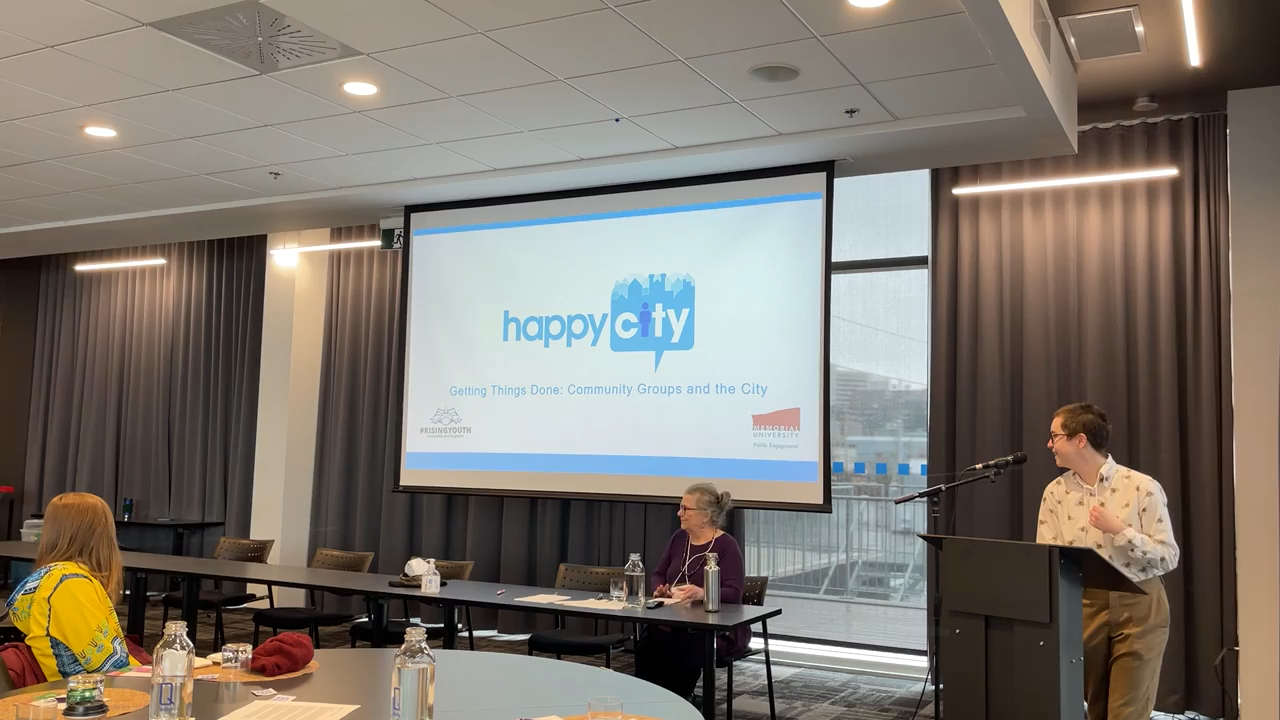 happy city
Getting Things Done: Community Groups and the City
#RISINGYOUTH
MEMORIAL
UNIVERSITY
Public Engagement